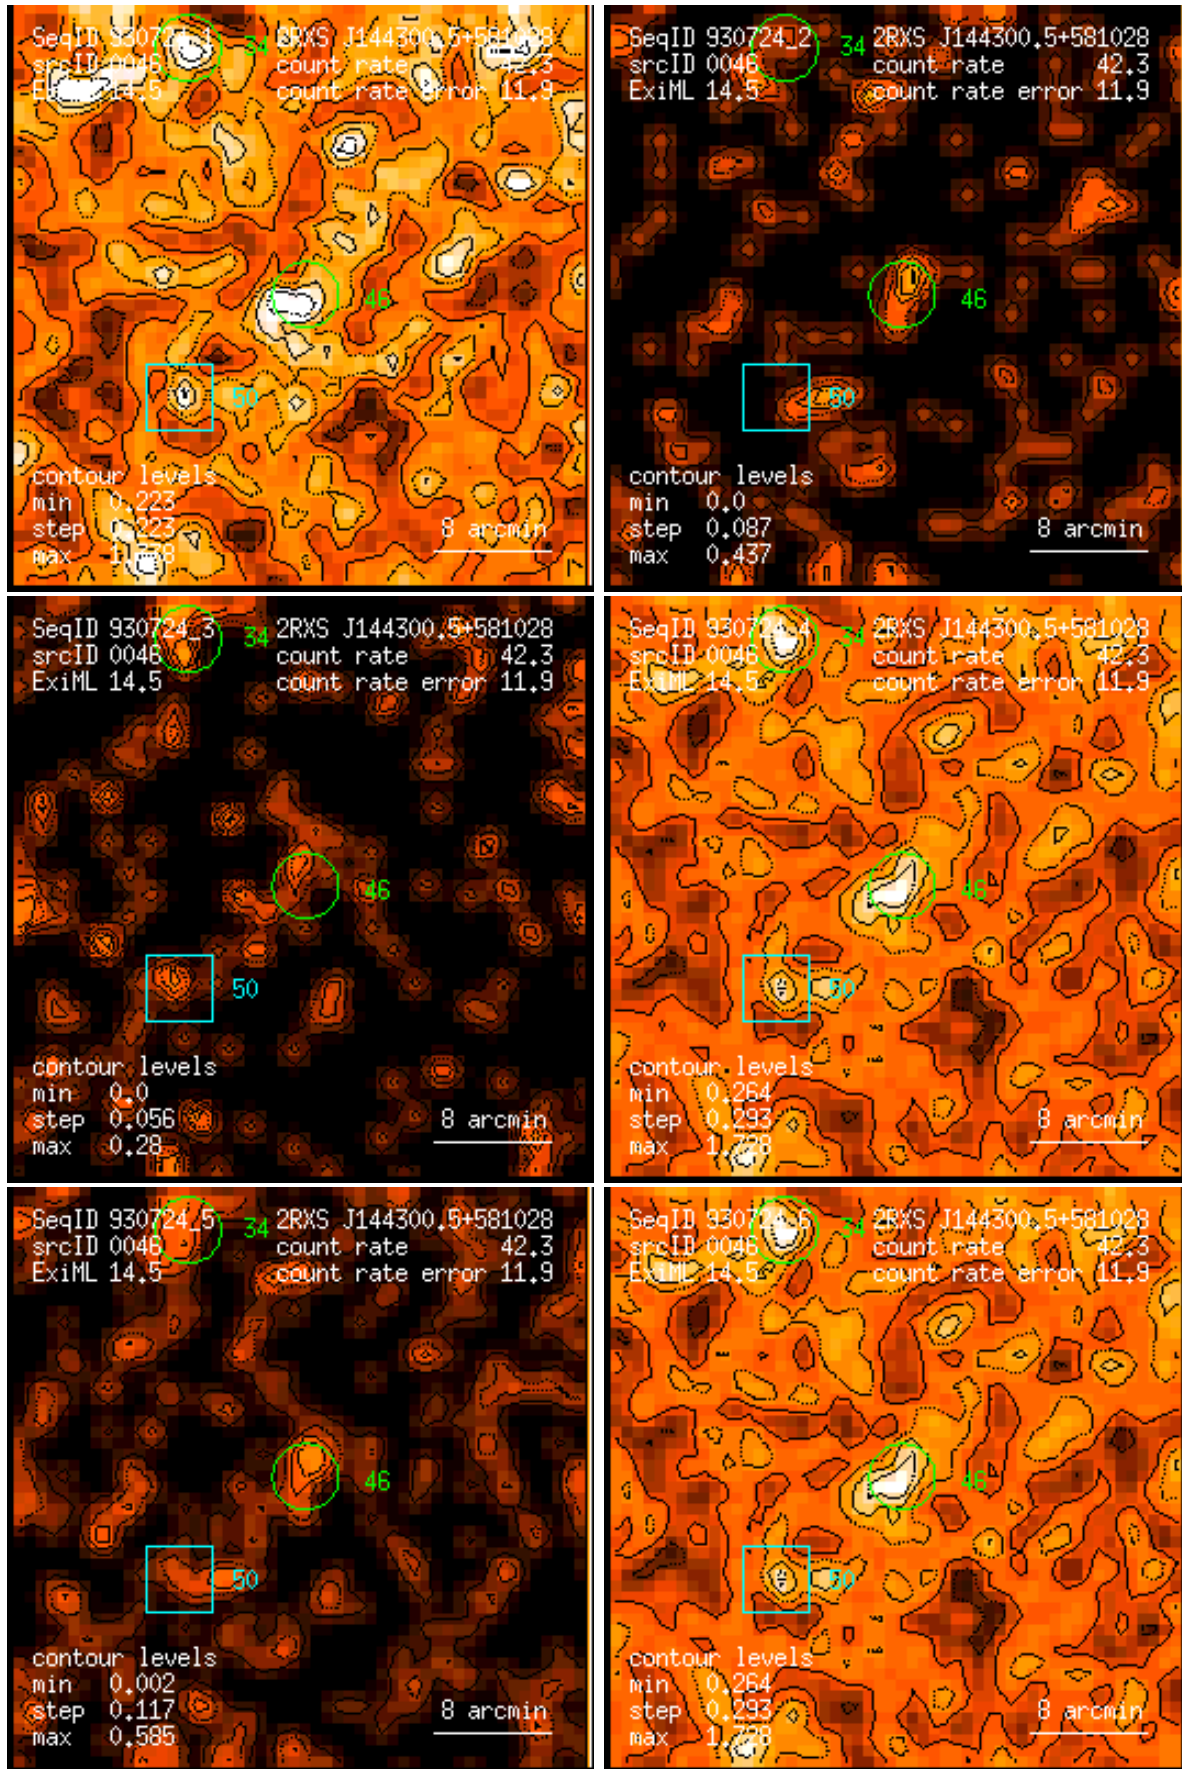 SeqID 930724_1 34 2RXS J144300.5+581028
srcID 0046 count rate 42.3
ExiML 14.5 count rate error 11.9
46
50
contour levels
min 0.223
step 0.223
max 8 arcmin
SeqID 930724_2 34 2RXS J144300.5+581028
srcID 0046 count rate 42.3
ExiML 14.5 count rate error 11.9
46
50
contour levels
min 0.0
step 0.087
max 0.437
8 arcmin
SeqID 930724_3 34 2RXS J144300.5+581028
srcID 0046 count rate 42.3
ExiML 14.5 count rate error 11.9
46
50
contour levels
min 0.0
step 0.056
max 0.28
8 arcmin
SeqID 930724_4 34 2RXS J144300.5+581028
srcID 0046 count rate 42.3
ExiML 14.5 count rate error 11.9
46
50
contour levels
min 0.264
step 0.293
max 1.728
8 arcmin
SeqID 930724_5 34 2RXS J144300.5+581028
srcID 0046 count rate 42.3
ExiML 14.5 count rate error 11.9
46
50
contour levels
min 0.002
step 0.117
max 0.585
8 arcmin
SeqID 930724_6 34 2RXS J144300.5+581028
srcID 0046 count rate 42.3
ExiML 14.5 count rate error 11.9
46
50
contour levels
min 0.264
step 0.293
max 1.728
8 arcmin